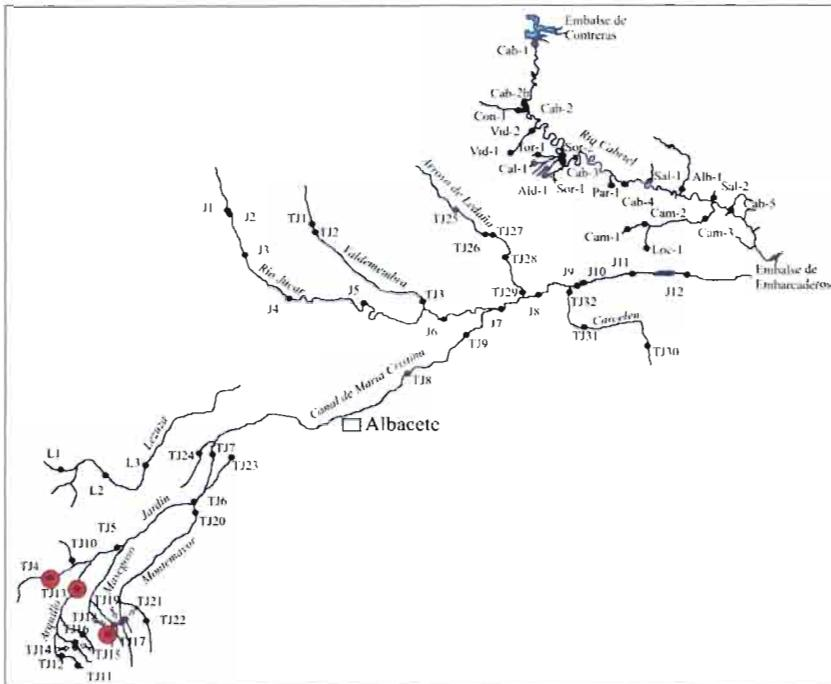 Embalse de
Contreras
Cab-1
Cab-2b
Cab-2
Con-1
Vid-2
Vid-1
Tor-1
Sor-2
Cal-1
Cab-3
Ald-1
Sor-1
Río Cabriel
Par-1
Cab-4
Sal-1
Alb-1
Sal-2
Cab-5
Cam-2
Cam-1
Cam-3
Loc-1
Embalse de
Embarcaderos
Arroyo de Ledaña
TJ25
TJ26
TJ27
TJ28
TJ29
J1
J2
J3
Río Jucar
J4
J5
TJ1
TJ2
Valdemembra
TJ3
J6
J7
J8
J9
J10
J11
J12
TJ32
TJ31
Carcelen
TJ30
TJ9
TJ8
Canal de María Cristina
Albacete
Lezuza
L1
L2
L3
TJ24
TJ7
TJ23
TJ6
TJ20
Jardín
TJ5
TJ10
TJ4
TJ13
Masegoso
Montemayor
Arquillo
TJ19
TJ21
TJ18
TJ22
TJ16
TJ17
TJ14
TJ15
TJ12
TJ11